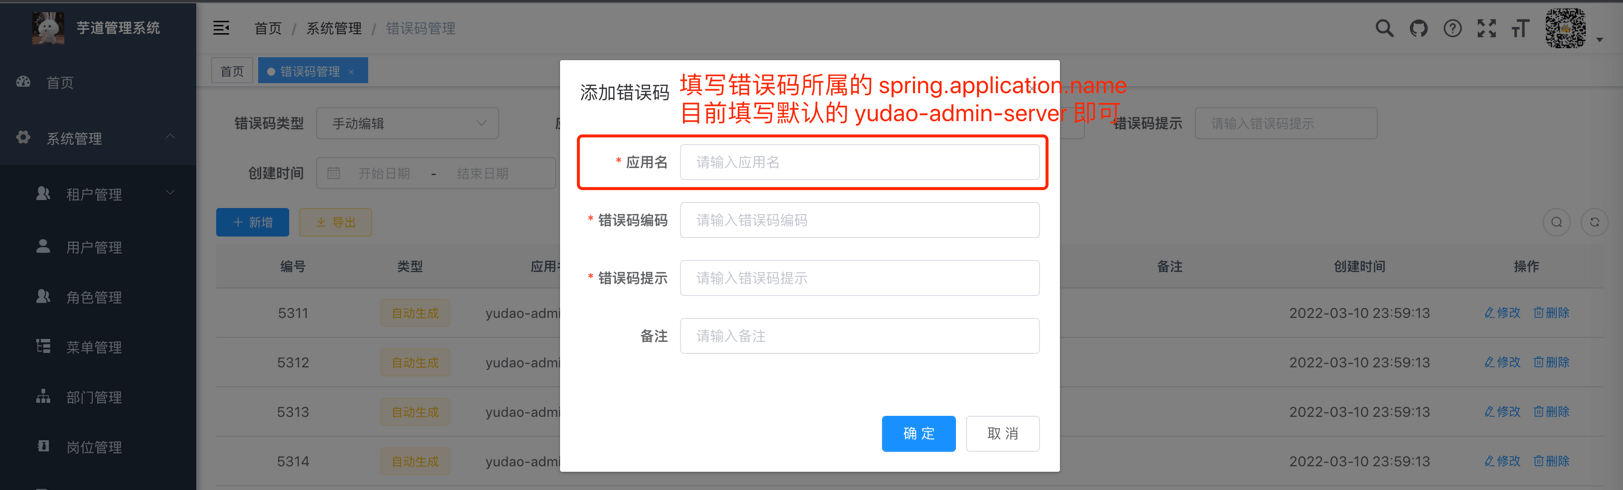 芋道管理系统
首页 / 系统管理 / 错误码管理
首页
系统管理
租户管理
用户管理
角色管理
菜单管理
部门管理
岗位管理
首页
错误码管理 ×
错误码类型 手动编辑
错误码提示 请输入错误码提示
创建时间 开始日期 - 结束日期
+ 新增
导出
编号 类型 备注 创建时间 操作
5311 自动生成 yudao-admi 2022-03-10 23:59:13 修改 删除
5312 自动生成 yudao-admi 2022-03-10 23:59:13 修改 删除
5313 自动生成 yudao-admi 2022-03-10 23:59:13 修改 删除
5314 自动生成 yudao-admi 2022-03-10 23:59:13 修改 删除
添加错误码
填写错误码所属的 spring.application.name
目前填写默认的 yudao-admin-server 即可
* 应用名 请输入应用名
* 错误码编码 请输入错误码编码
* 错误码提示 请输入错误码提示
备注 请输入备注
确 定
取 消